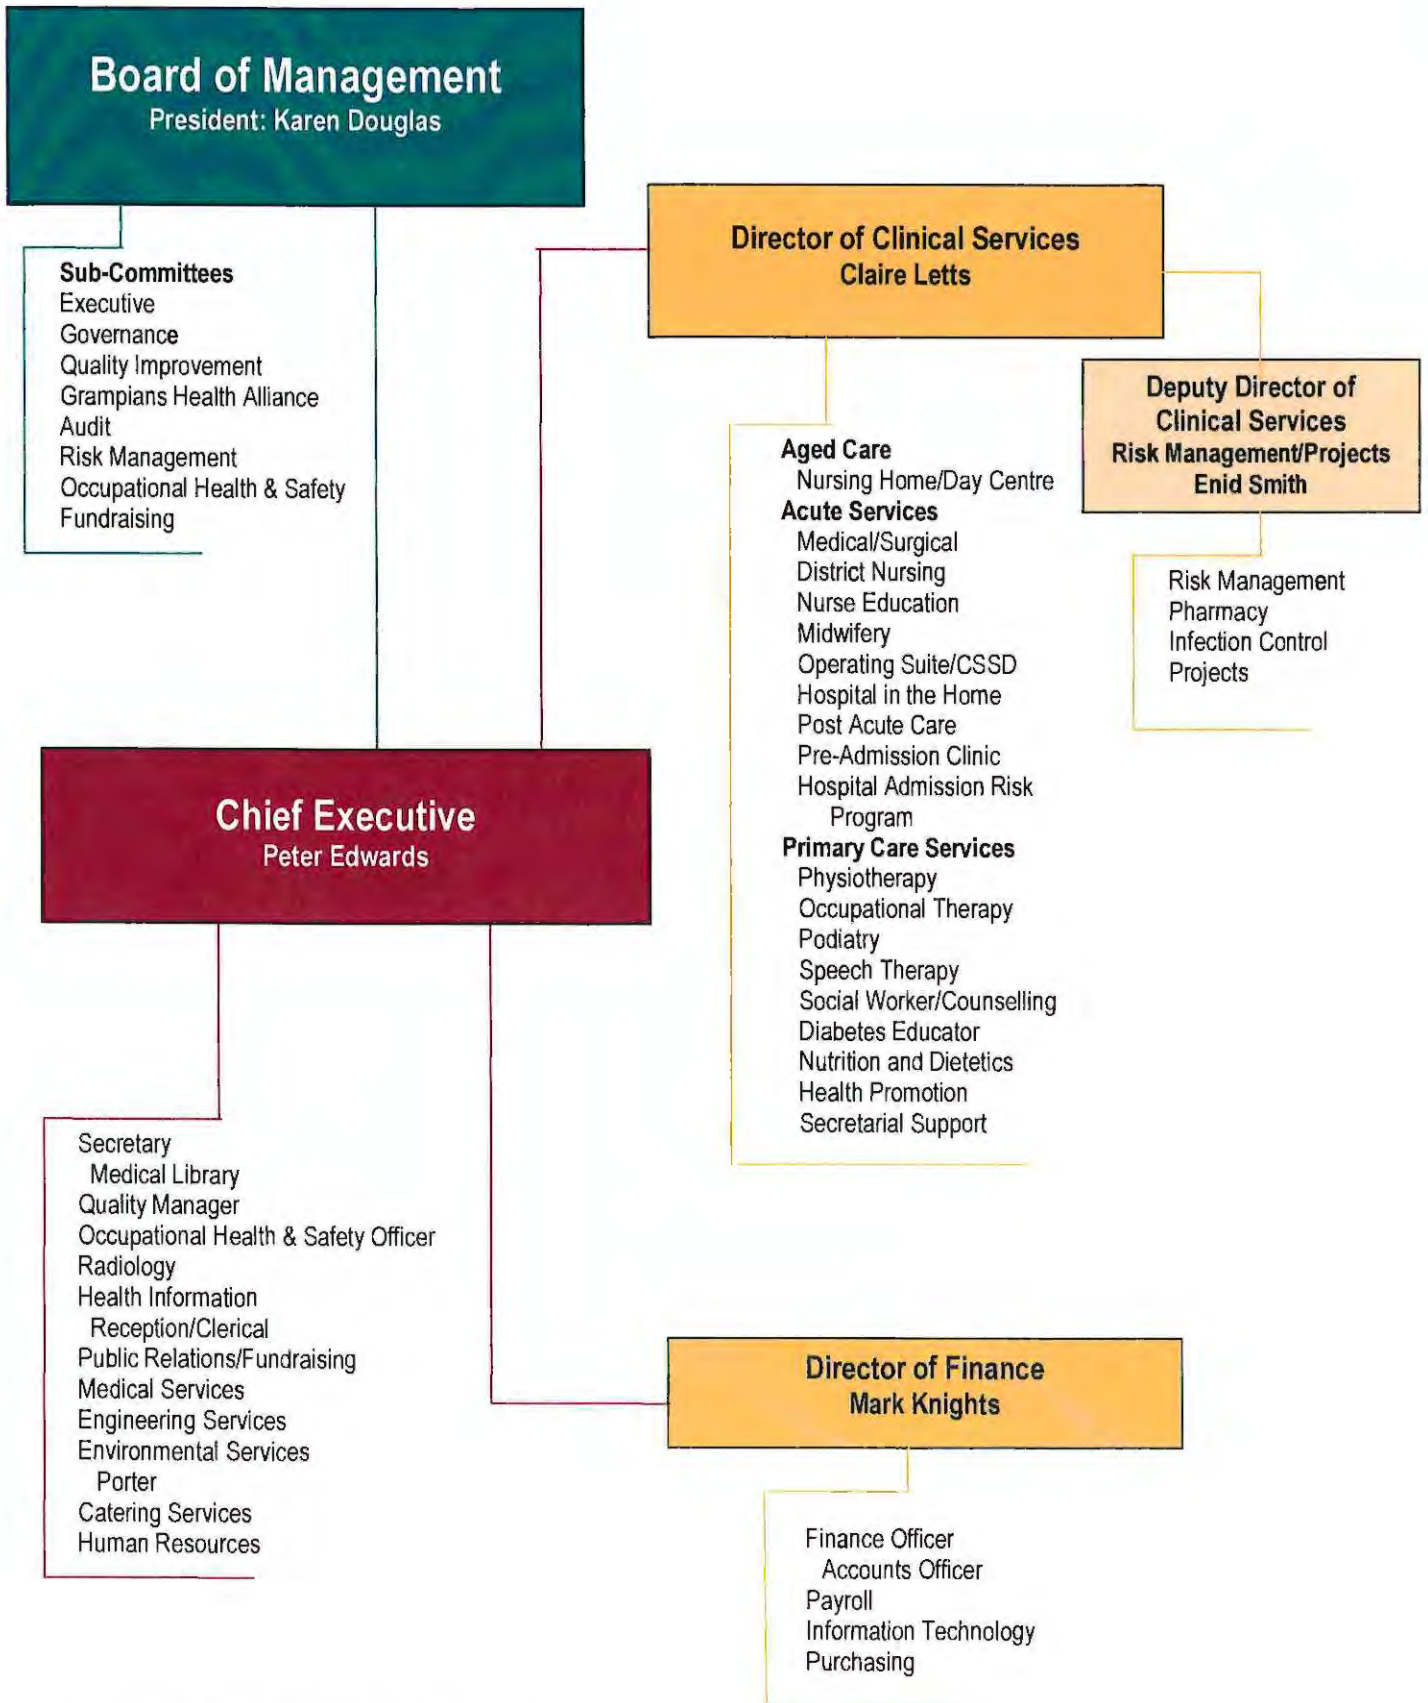 Board of Management
President: Karen Douglas
Sub-Committees
Executive
Governance
Quality Improvement
Grampians Health Alliance
Audit
Risk Management
Occupational Health & Safety
Fundraising
Director of Clinical Services
Claire Letts
Deputy Director of
Clinical Services
Risk Management/Projects
Enid Smith
Risk Management
Pharmacy
Infection Control
Projects
Aged Care
Nursing Home/Day Centre
Acute Services
Medical/Surgical
District Nursing
Nurse Education
Midwifery
Operating Suite/CSSD
Hospital in the Home
Post Acute Care
Pre-Admission Clinic
Hospital Admission Risk
Program
Primary Care Services
Physiotherapy
Occupational Therapy
Podiatry
Speech Therapy
Social Worker/Counselling
Diabetes Educator
Nutrition and Dietetics
Health Promotion
Secretarial Support
Chief Executive
Peter Edwards
Secretary
Medical Library
Quality Manager
Occupational Health & Safety Officer
Radiology
Health Information
Reception/Clerical
Public Relations/Fundraising
Medical Services
Engineering Services
Environmental Services
Porter
Catering Services
Human Resources
Director of Finance
Mark Knights
Finance Officer
Accounts Officer
Payroll
Information Technology
Purchasing